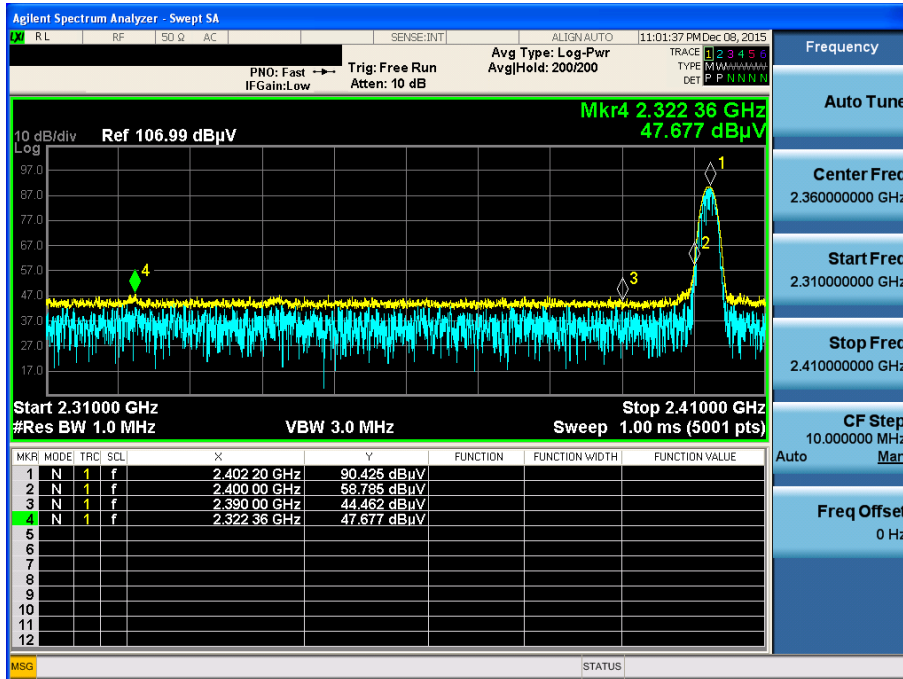 Agilent Spectrum Analyzer - Swept SA
LXI RL RF 50 Ω AC SENSE:INT ALIGN AUTO 11:01:37 PM Dec 08, 2015
PNO: Fast Trig: Free Run Avg Type: Log-Pwr TRACE 1 2 3 4 5 6
IFGain:Low Atten: 10 dB Avg|Hold: 200/200 TYPE M W
DET P P N N N N
Mkr4 2.322 36 GHz
10 dB/div Ref 106.99 dBµV 47.677 dBµV
Log
97.0
87.0
77.0
67.0
57.0
47.0
37.0
27.0
17.0
1
2
3
4
Start 2.31000 GHz Stop 2.41000 GHz
#Res BW 1.0 MHz VBW 3.0 MHz Sweep 1.00 ms (5001 pts)
MKR MODE TRC SCL X Y FUNCTION FUNCTION WIDTH FUNCTION VALUE
1 N 1 f 2.402 20 GHz 90.425 dBµV
2 N 1 f 2.400 00 GHz 58.785 dBµV
3 N 1 f 2.390 00 GHz 44.462 dBµV
4 N 1 f 2.322 36 GHz 47.677 dBµV
5
6
7
8
9
10
11
12
MSG STATUS
Frequency
Auto Tune
Center Freq
2.360000000 GHz
Start Freq
2.310000000 GHz
Stop Freq
2.410000000 GHz
CF Step
10.000000 MHz
Auto Man
Freq Offset
0 Hz